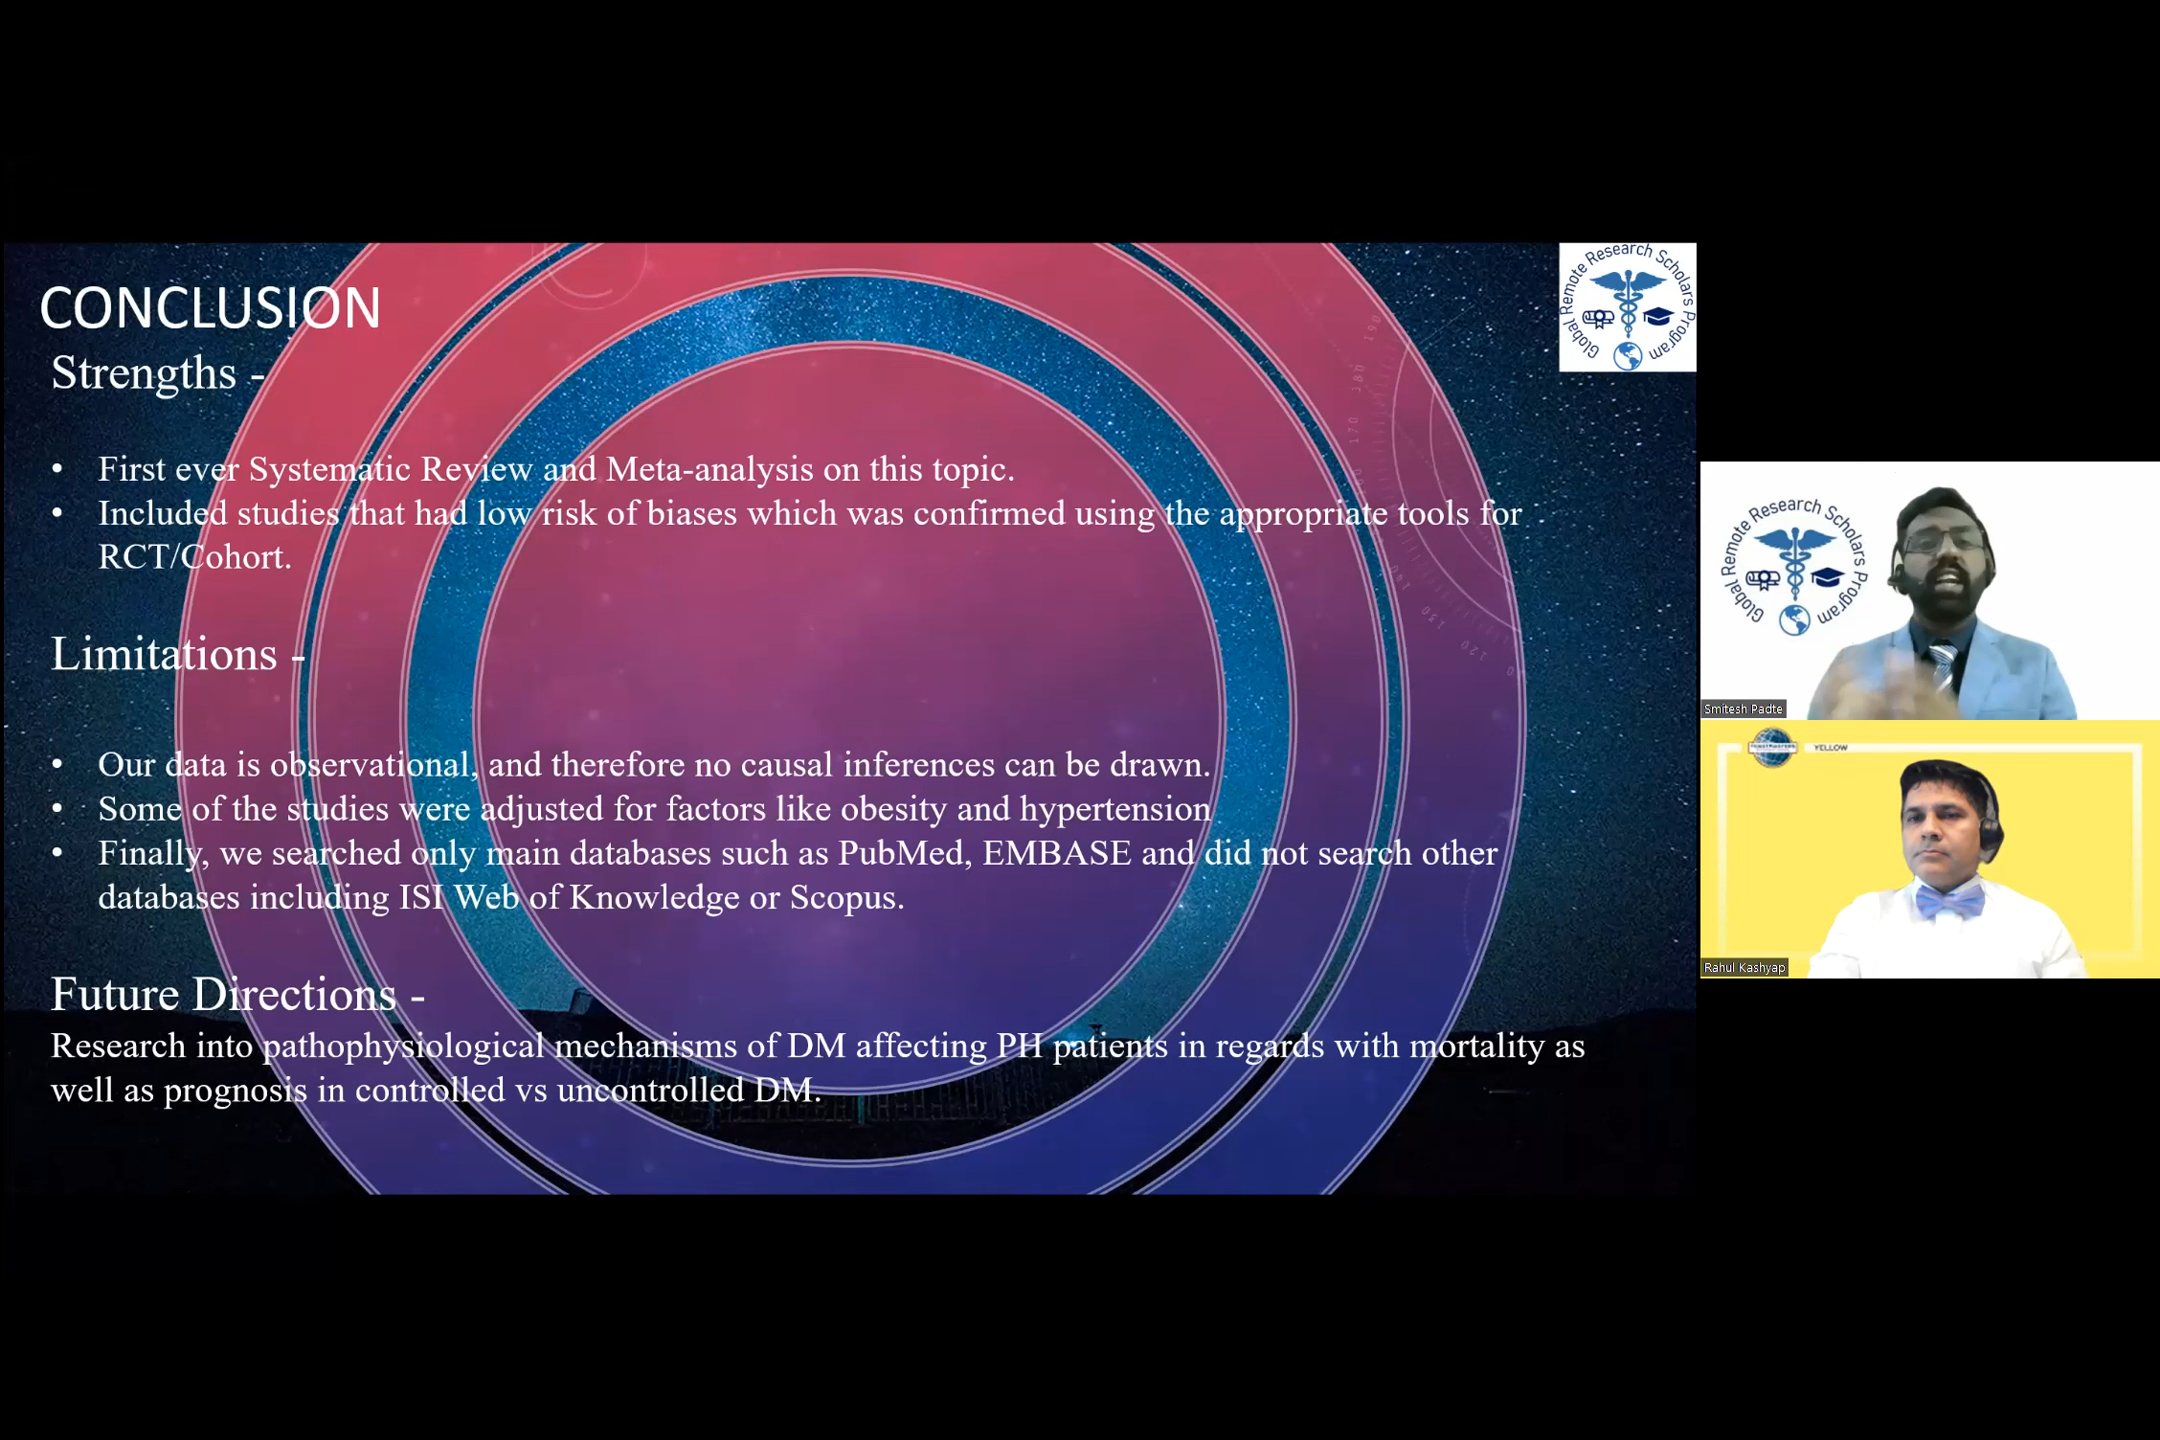 CONCLUSION
Strengths -
• First ever Systematic Review and Meta-analysis on this topic.
• Included studies that had low risk of biases which was confirmed using the appropriate tools for
RCT/Cohort.
Limitations -
• Our data is observational, and therefore no causal inferences can be drawn.
• Some of the studies were adjusted for factors like obesity and hypertension
• Finally, we searched only main databases such as PubMed, EMBASE and did not search other
databases including ISI Web of Knowledge or Scopus.
Future Directions -
Research into pathophysiological mechanisms of DM affecting PH patients in regards with mortality as
well as prognosis in controlled vs uncontrolled DM.
Global Remote Research Scholars Program
190
180
170
Global Remote Research Scholars Program
Smitesh Padte
YELLOW
Rahul Kashyap